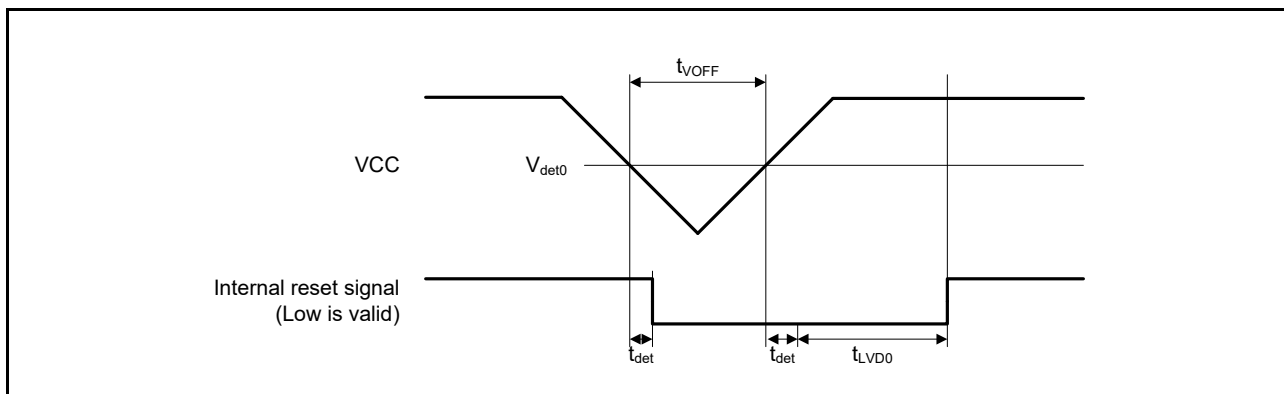 tVOFF
VCC
Vdet0
Internal reset signal
(Low is valid)
tdet
tdet
tLVD0